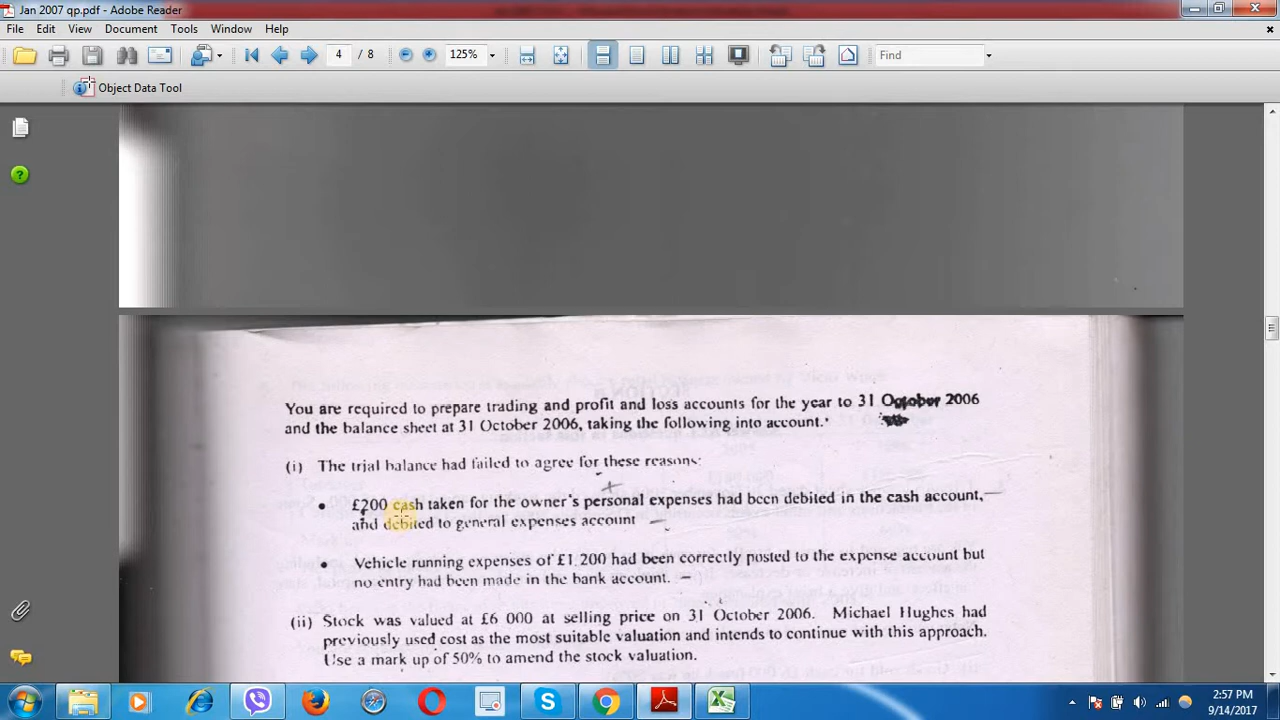 Jan 2007 qp.pdf - Adobe Reader
File Edit View Document Tools Window Help
4 / 8 125% Find
Object Data Tool
You are required to prepare trading and profit and loss accounts for the year to 31 October 2006
and the balance sheet at 31 October 2006, taking the following into account.
(i) The trial balance had failed to agree for these reasons:
• £200 cash taken for the owner's personal expenses had been debited in the cash account,
and debited to general expenses account
• Vehicle running expenses of £1 200 had been correctly posted to the expense account but
no entry had been made in the bank account.
(ii) Stock was valued at £6 000 at selling price on 31 October 2006. Michael Hughes had
previously used cost as the most suitable valuation and intends to continue with this approach.
Use a mark up of 50% to amend the stock valuation.
2:57 PM
9/14/2017